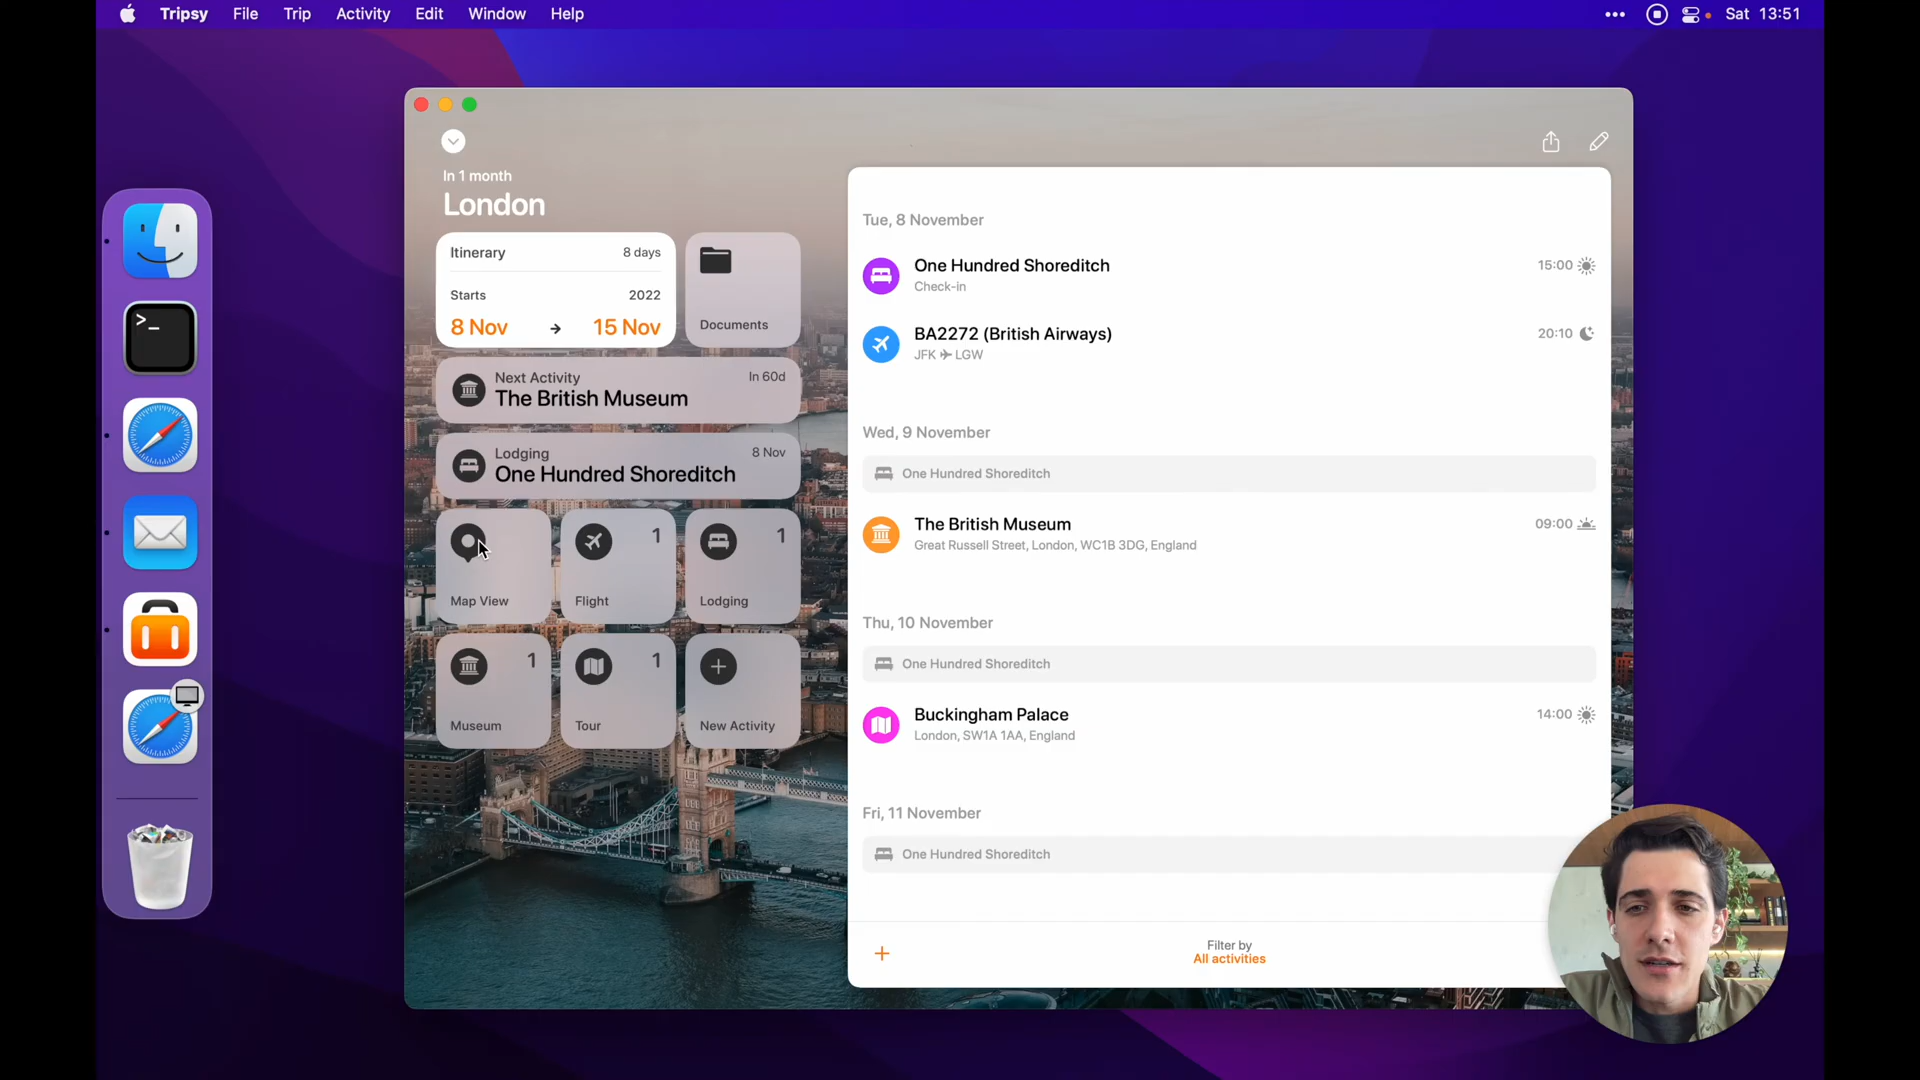 Tripsy File Trip Activity Edit Window Help
Sat 13:51
In 1 month
London
Itinerary 8 days
Starts 2022
8 Nov → 15 Nov
Documents
Next Activity In 60d
The British Museum
Lodging 8 Nov
One Hundred Shoreditch
Map View
1
Flight
1
Lodging
1
Museum
1
Tour
New Activity
Tue, 8 November
One Hundred Shoreditch 15:00
Check-in
BA2272 (British Airways) 20:10
JFK ✈ LGW
Wed, 9 November
One Hundred Shoreditch
The British Museum 09:00
Great Russell Street, London, WC1B 3DG, England
Thu, 10 November
One Hundred Shoreditch
Buckingham Palace 14:00
London, SW1A 1AA, England
Fri, 11 November
One Hundred Shoreditch
Filter by
All activities